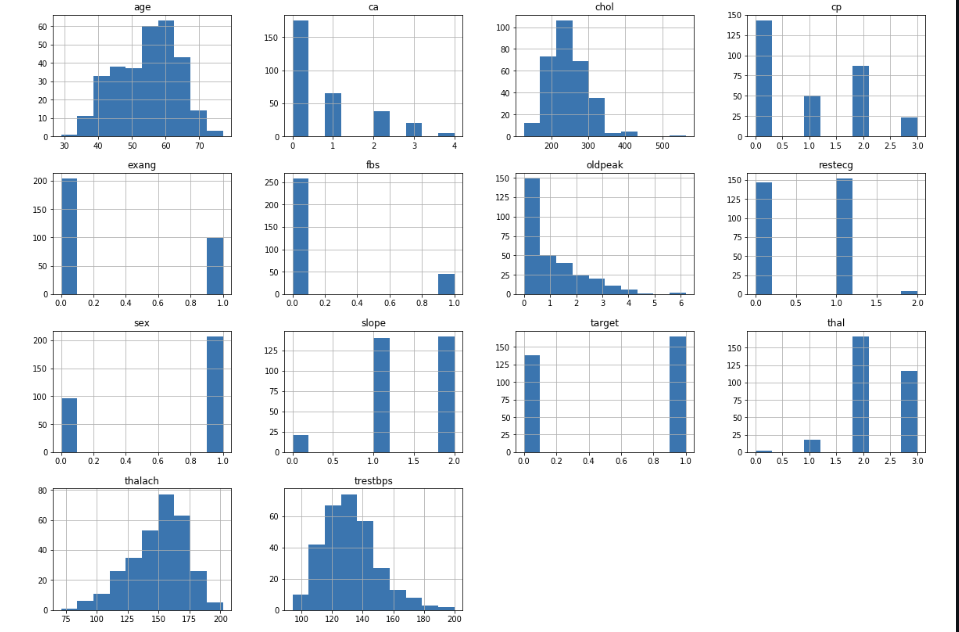 age ca chol cp
60 50 40 30 20 10 0
30 40 50 60 70
150 100 50 0
0 1 2 3 4
100 80 60 40 20 0
200 300 400 500
150 125 100 75 50 25 0
0.0 0.5 1.0 1.5 2.0 2.5 3.0
exang fbs oldpeak restecg
200 150 100 50 0
0.0 0.2 0.4 0.6 0.8 1.0
250 200 150 100 50 0
0.0 0.2 0.4 0.6 0.8 1.0
150 125 100 75 50 25 0
0 1 2 3 4 5 6
150 125 100 75 50 25 0
0.0 0.5 1.0 1.5 2.0
sex slope target thal
200 150 100 50 0
0.0 0.2 0.4 0.6 0.8 1.0
125 100 75 50 25 0
0.0 0.5 1.0 1.5 2.0
150 125 100 75 50 25 0
0.0 0.2 0.4 0.6 0.8 1.0
150 125 100 75 50 25 0
0.0 0.5 1.0 1.5 2.0 2.5 3.0
thalach trestbps
80 60 40 20 0
75 100 125 150 175 200
60 40 20 0
100 120 140 160 180 200